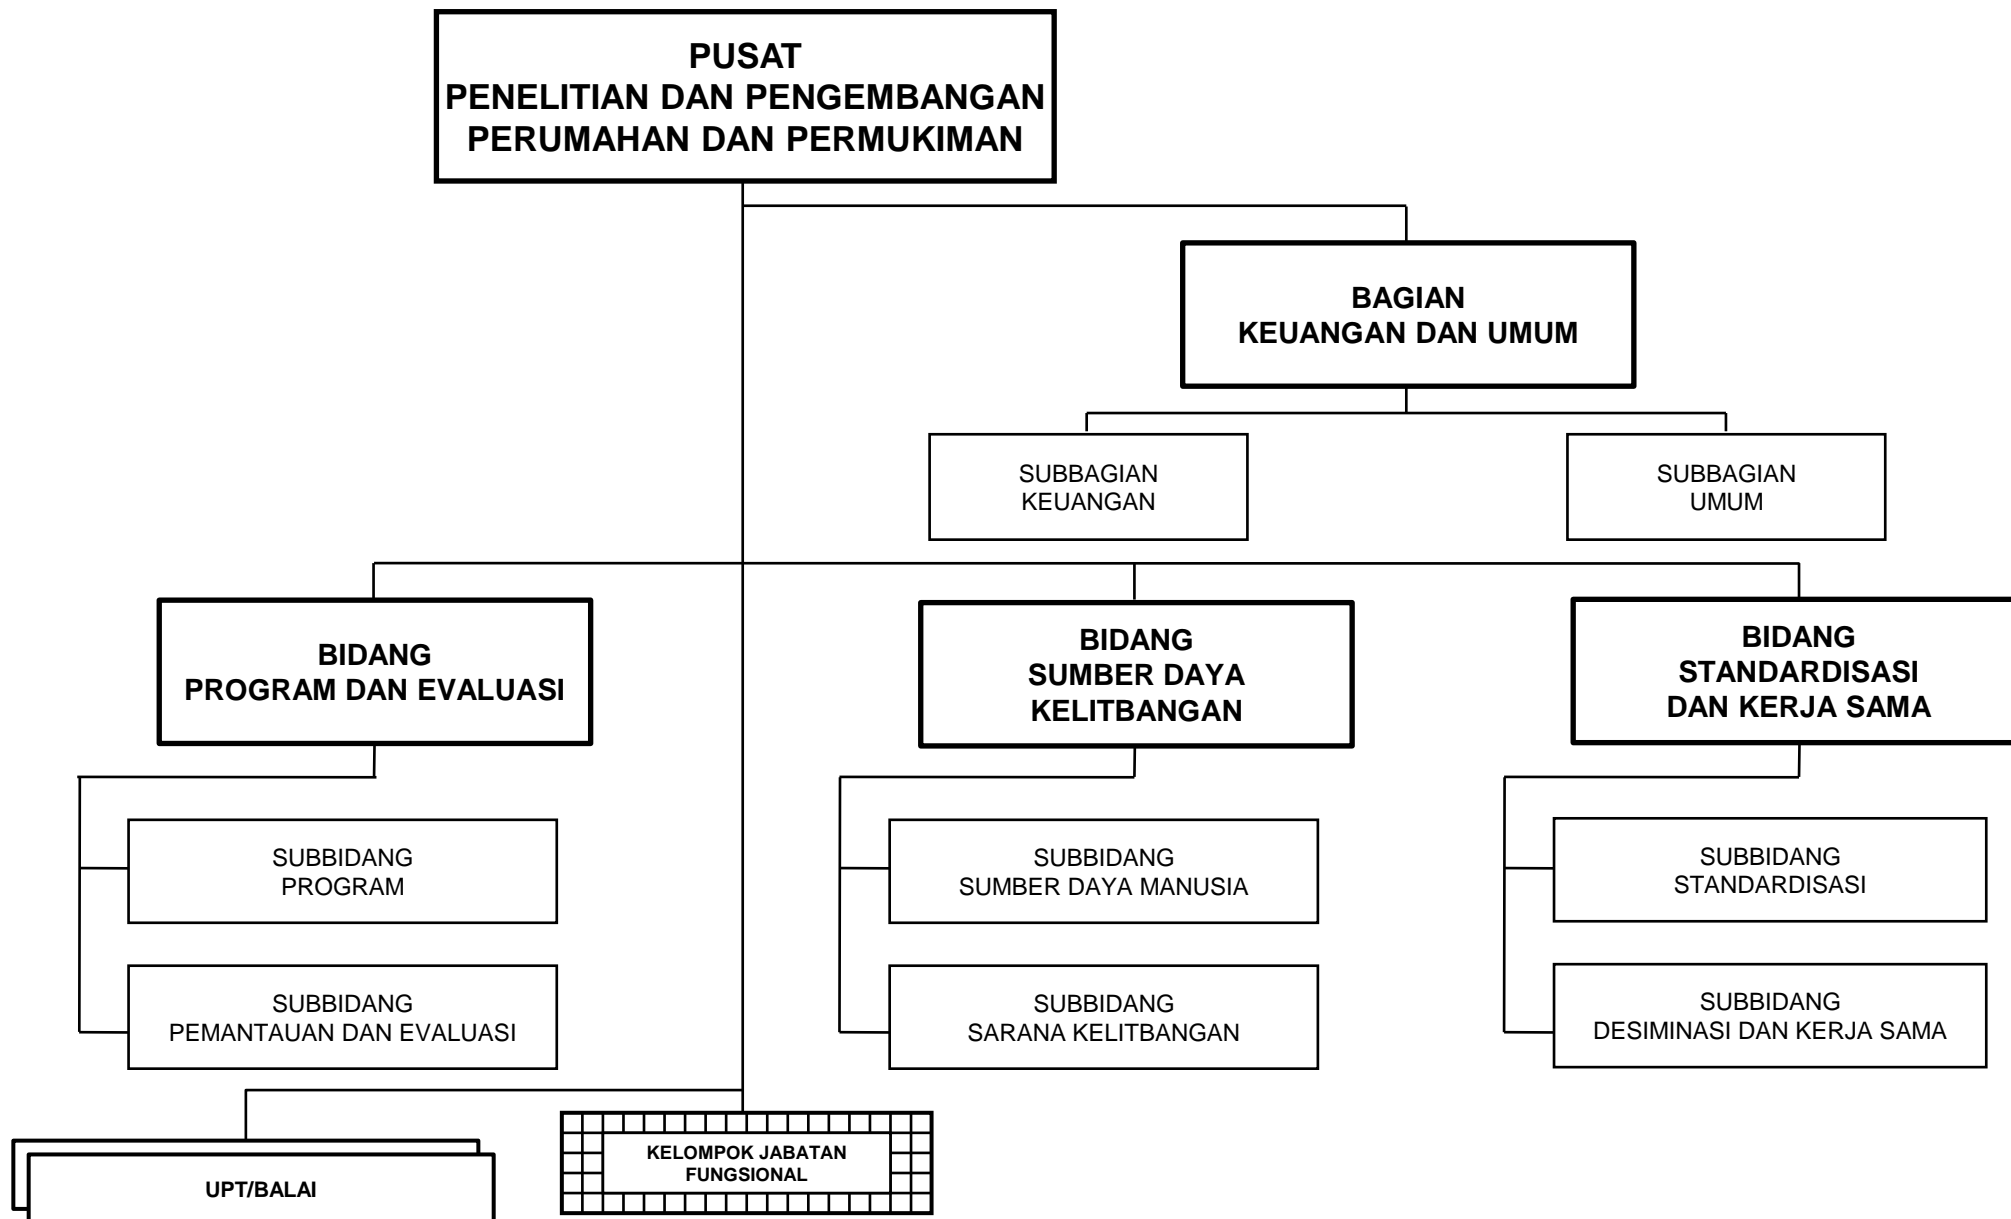 PUSAT
PENELITIAN DAN PENGEMBANGAN
PERUMAHAN DAN PERMUKIMAN
BAGIAN
KEUANGAN DAN UMUM
SUBBAGIAN
KEUANGAN
SUBBAGIAN
UMUM
BIDANG
PROGRAM DAN EVALUASI
BIDANG
SUMBER DAYA
KELITBANGAN
BIDANG
STANDARDISASI
DAN KERJA SAMA
SUBBIDANG
PROGRAM
SUBBIDANG
SUMBER DAYA MANUSIA
SUBBIDANG
STANDARDISASI
SUBBIDANG
PEMANTAUAN DAN EVALUASI
SUBBIDANG
SARANA KELITBANGAN
SUBBIDANG
DESIMINASI DAN KERJA SAMA
UPT/BALAI
KELOMPOK JABATAN
FUNGSIONAL